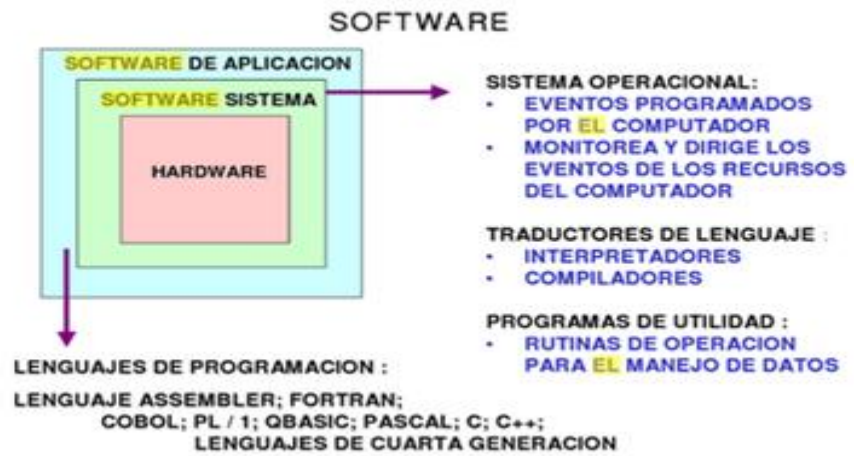 SOFTWARE
SOFTWARE DE APLICACION
SOFTWARE SISTEMA
HARDWARE
SISTEMA OPERACIONAL:
• EVENTOS PROGRAMADOS
POR EL COMPUTADOR
• MONITOREA Y DIRIGE LOS
EVENTOS DE LOS RECURSOS
DEL COMPUTADOR
TRADUCTORES DE LENGUAJE :
• INTERPRETADORES
• COMPILADORES
PROGRAMAS DE UTILIDAD :
• RUTINAS DE OPERACION
PARA EL MANEJO DE DATOS
LENGUAJES DE PROGRAMACION :
LENGUAJE ASSEMBLER; FORTRAN;
COBOL; PL / 1; QBASIC; PASCAL; C; C++;
LENGUAJES DE CUARTA GENERACION